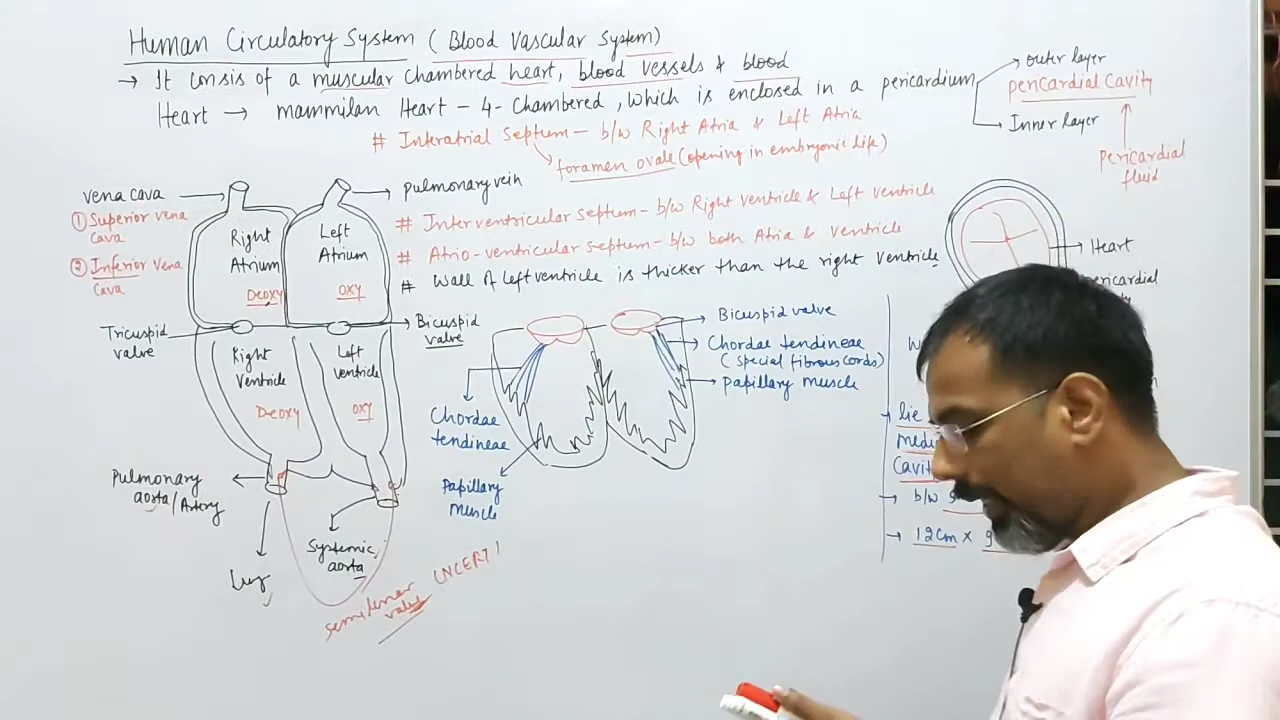 Human Circulatory System ( Blood Vascular System)
→ It consis of a muscular chambered heart, blood vessels & blood
Heart → mammilan Heart - 4- Chambered , which is enclosed in a pericardium
→ outer layer
pericardial Cavity
→ Inner layer
pericardial
fluid
# Interatrial Septum - b/w Right Atria & Left Atria
foramen ovale (opening in embryonic life)
# Interventricular Septum - b/w Right ventricle & Left ventricle
# Atrio-ventricular septum - b/w both Atria & ventricle
# Wall of Left ventricle is thicker than the right ventricle.
vena cava
① Superior vena
cava
② Inferior vena
cava
pulmonary vein
Right
Atrium
Deoxy
Left
Atrium
oxy
Tricuspid
valve
Bicuspid
valve
Right
Ventricle
Deoxy
Left
ventricle
oxy
Pulmonary
aorta/Artery
Systemic
aorta
semilunar
valve
(NCERT)
Bicuspid valve
Chordae tendineae
( special fibrous cords)
papillary muscle
Chordae
tendineae
Papillary
muscle
→ Heart
pericardial
→ lie
Cavit
→ b/w
→ 12cm x 9